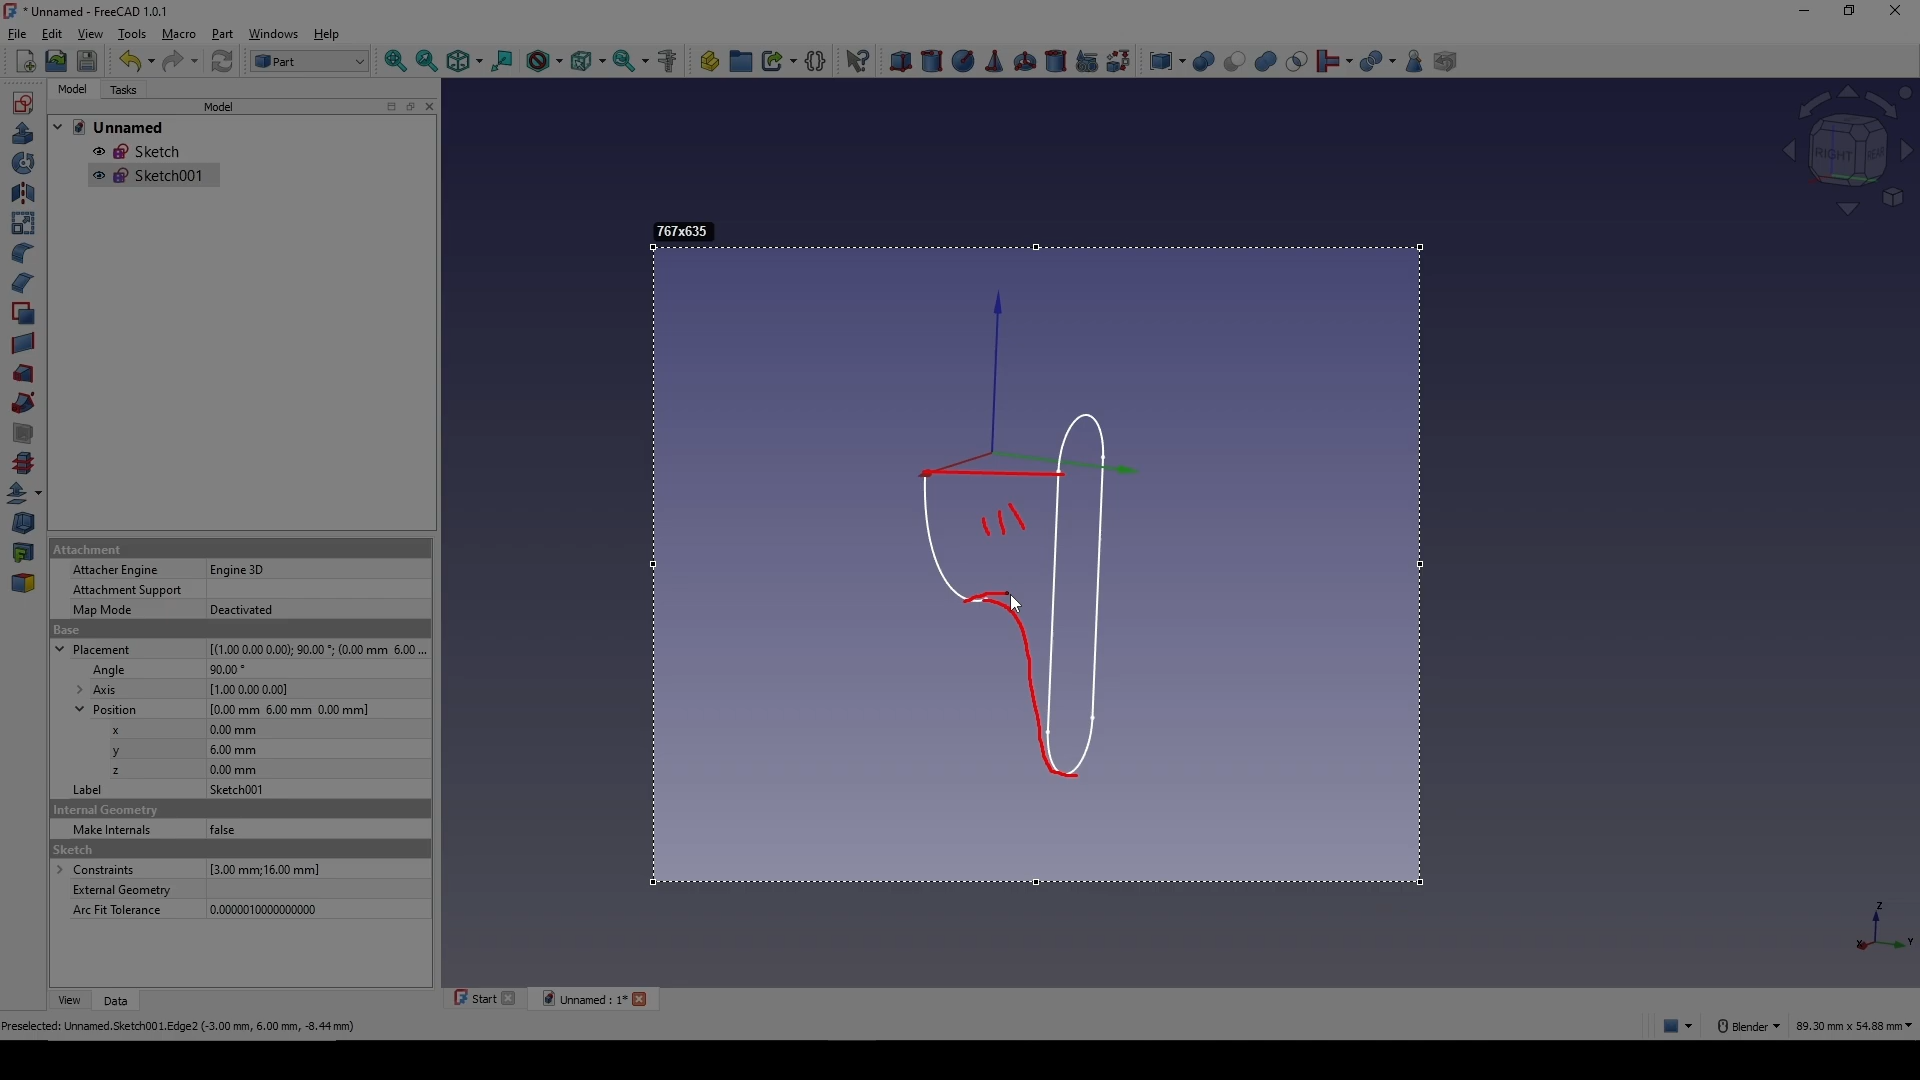 * Unnamed - FreeCAD 1.0.1
File Edit View Tools Macro Part Windows Help
Part
Model Tasks
Model
Unnamed
Sketch
Sketch001
767x635
RIGHT REAR
Attachment
Attacher Engine Engine 3D
Attachment Support
Map Mode Deactivated
Base
Placement [(1.00 0.00 0.00); 90.00 °; (0.00 mm 6.00 ...
Angle 90.00 °
Axis [1.00 0.00 0.00]
Position [0.00 mm 6.00 mm 0.00 mm]
x 0.00 mm
y 6.00 mm
z 0.00 mm
Label Sketch001
Internal Geometry
Make Internals false
Sketch
Constraints [3.00 mm;16.00 mm]
External Geometry
Arc Fit Tolerance 0.0000010000000000
Z
X Y
View Data
Start Unnamed : 1*
Preselected: Unnamed.Sketch001.Edge2 (-3.00 mm, 6.00 mm, -8.44 mm)
Blender 89.30 mm x 54.88 mm